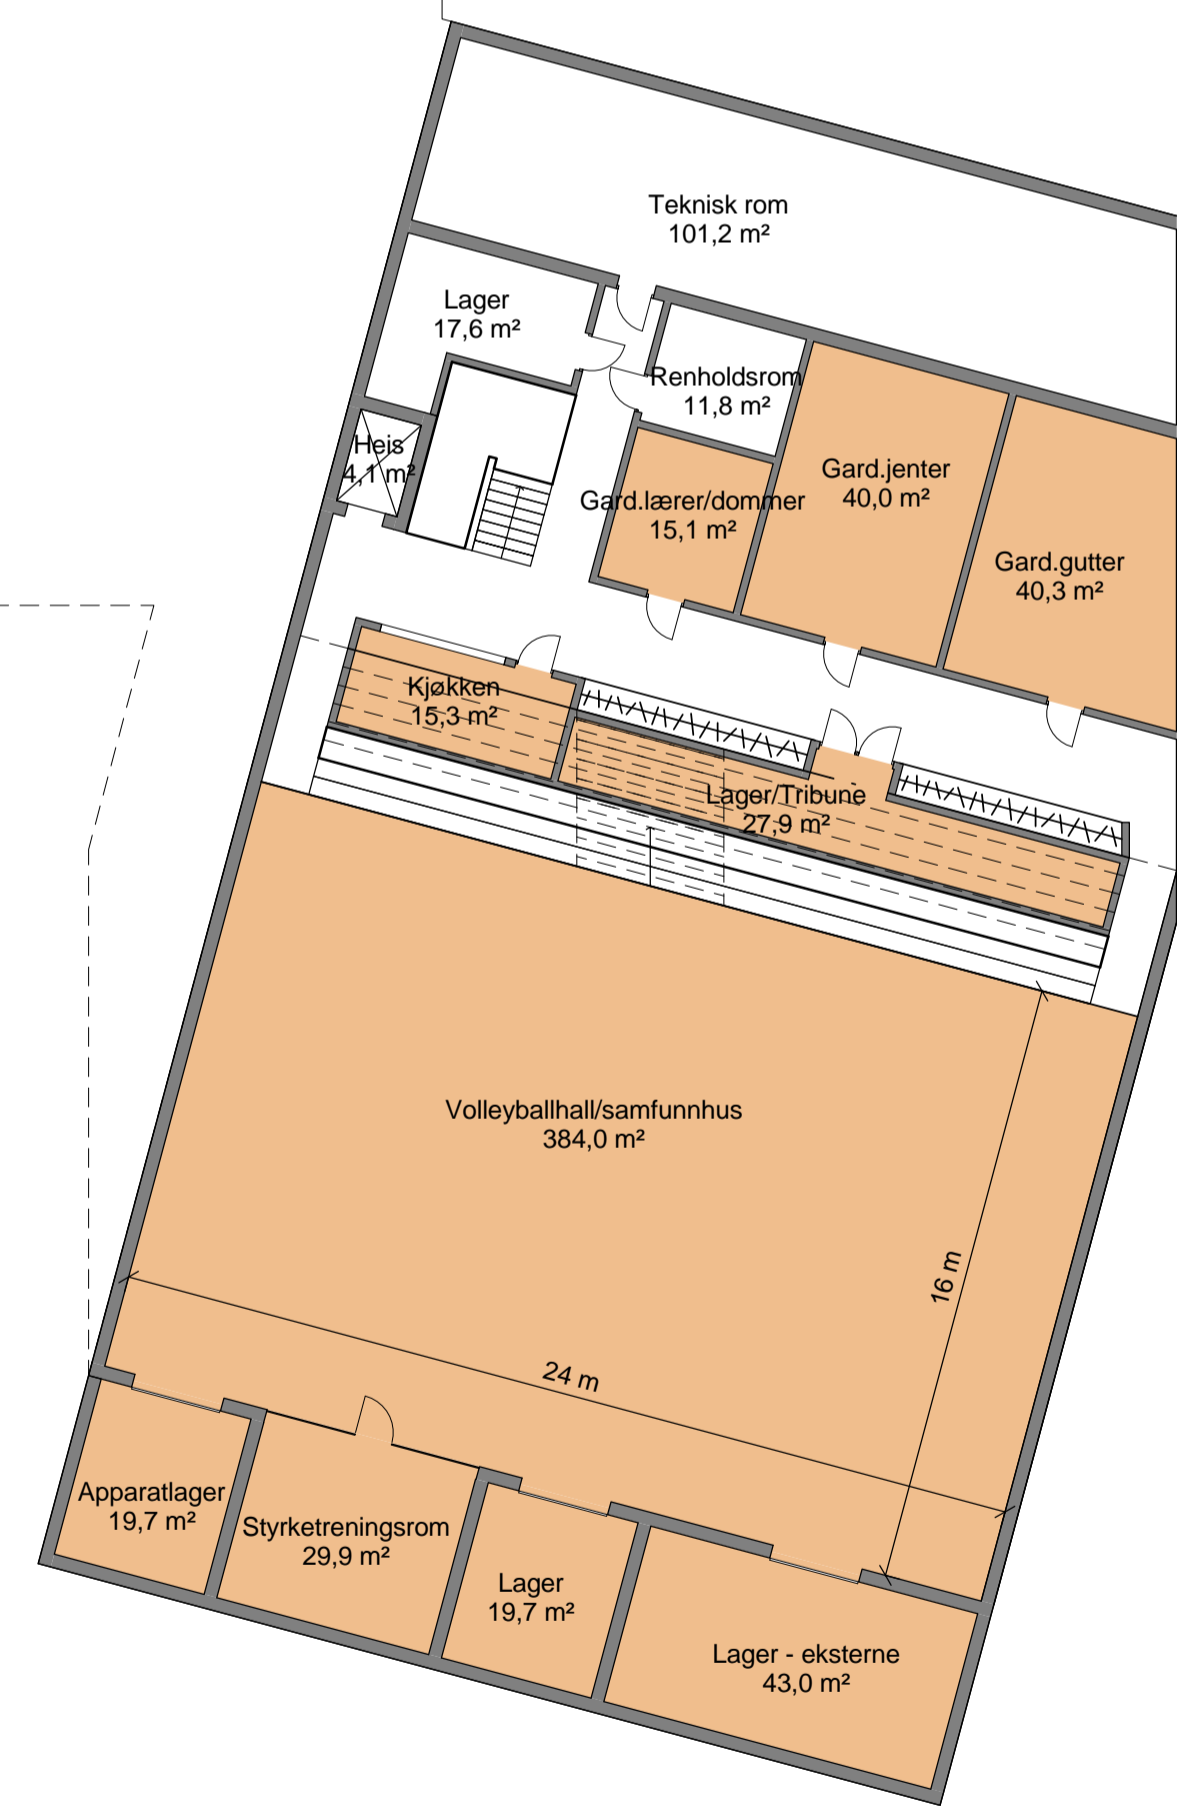 Teknisk rom
101,2 m²
Lager
17,6 m²
Renholdsrom
11,8 m²
Heis
4,1 m²
Gard.jenter
40,0 m²
Gard.lærer/dommer
15,1 m²
Gard.gutter
40,3 m²
Kjøkken
15,3 m²
Lager/Tribune
27,9 m²
Volleyballhall/samfunnhus
384,0 m²
16 m
24 m
Apparatlager
19,7 m²
Styretreningsrom
29,9 m²
Lager
19,7 m²
Lager - eksterne
43,0 m²